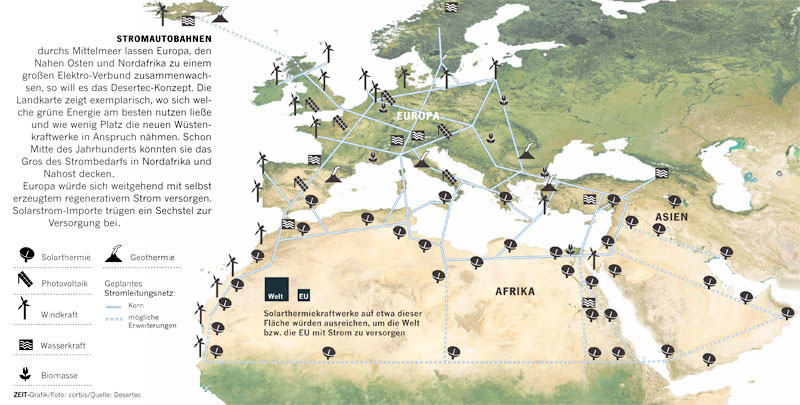 STROMAUTOBAHNEN
durchs Mittelmeer lassen Europa, den
Nahen Osten und Nordafrika zu einem
großen Elektro-Verbund zusammenwach-
sen, so will es das Desertec-Konzept. Die
Landkarte zeigt exemplarisch, wo sich wel-
che grüne Energie am besten nutzen ließe
und wie wenig Platz die neuen Wüsten-
kraftwerke in Anspruch nähmen. Schon
Mitte des Jahrhunderts könnten sie das
Gros des Strombedarfs in Nordafrika und
Nahost decken.
Europa würde sich weitgehend mit selbst
erzeugtem regenerativem Strom versorgen.
Solarstrom-Importe trügen ein Sechstel zur
Versorgung bei.
Solarthermie
Geothermie
Photovoltaik
Windkraft
Wasserkraft
Biomasse
Geplantes
Stromleitungsnetz:
Kern
mögliche
Erweiterungen
EUROPA
ASIEN
AFRIKA
Welt
EU
Solarthermiekraftwerke auf etwa dieser
Fläche würden ausreichen, um die Welt
bzw. die EU mit Strom zu versorgen
ZEIT-Grafik/Foto: corbis/Quelle: Desertec